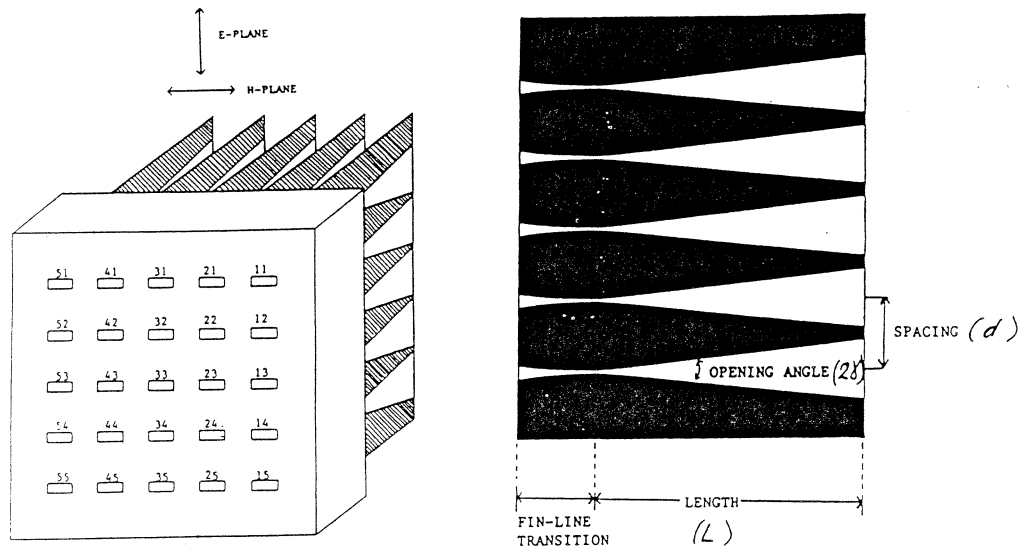 E-PLANE
H-PLANE
51 41 31 21 11
52 42 32 22 12
53 43 33 23 13
54 44 34 24 14
55 45 35 25 15
SPACING (d)
OPENING ANGLE (2γ)
LENGTH
(L)
FIN-LINE
TRANSITION